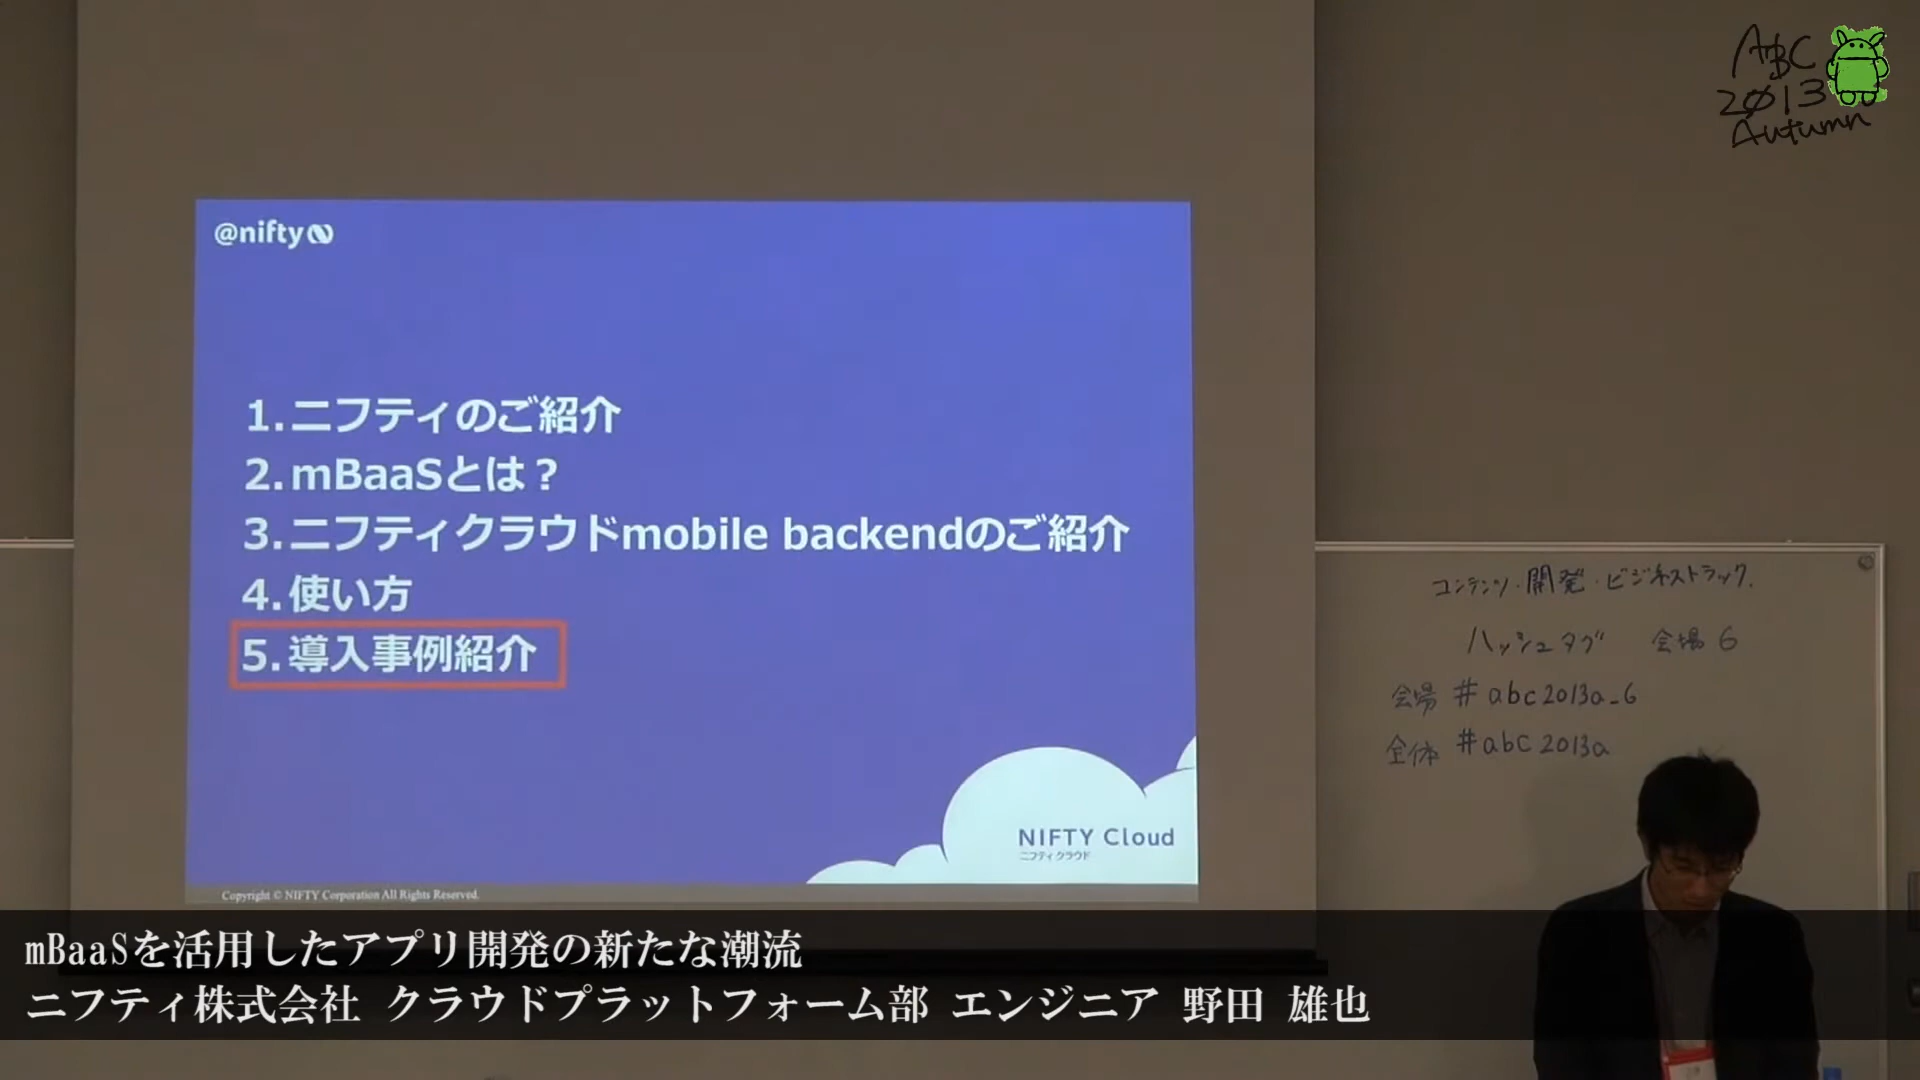 ABC
2013
Autumn
@nifty
1.ニフティのご紹介
2.mBaaSとは?
3.ニフティクラウドmobile backendのご紹介
4.使い方
5.導入事例紹介
NIFTY Cloud
ニフティクラウド
Copyright © NIFTY Corporation All Rights Reserved.
コンテンツ・開発・ビジネストラック.
ハッシュタグ 会場6
会場 #abc2013a_6
全体 #abc2013a
mBaaSを活用したアプリ開発の新たな潮流
ニフティ株式会社 クラウドプラットフォーム部 エンジニア 野田 雄也